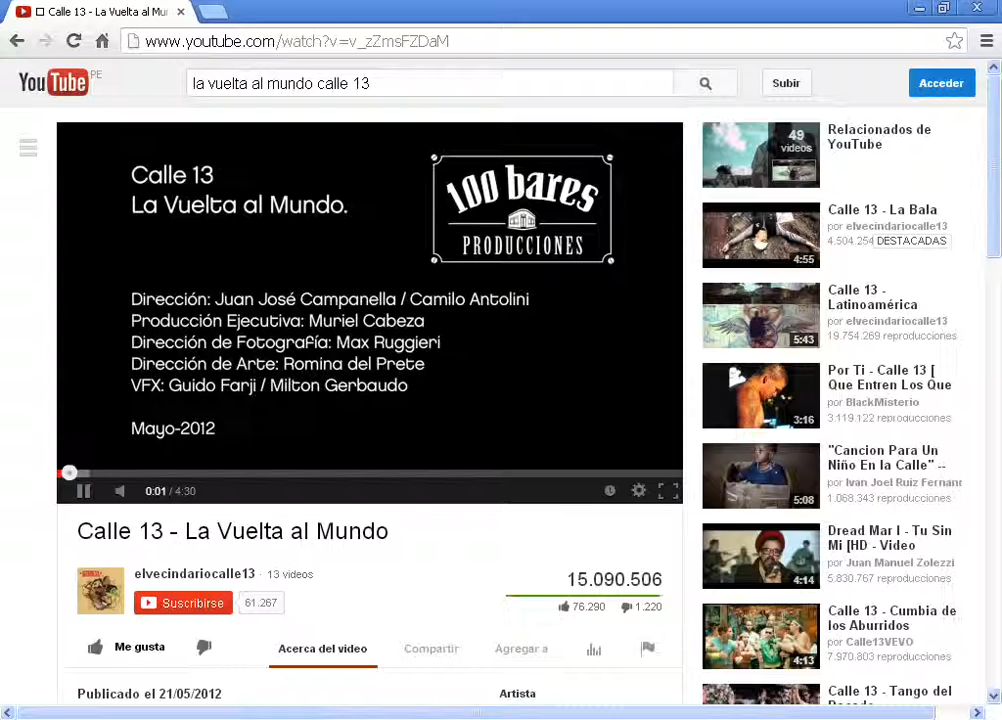 Calle 13 - La Vuelta al Mu
www.youtube.com/watch?v=v_zZmsFZDaM
YouTube PE
la vuelta al mundo calle 13
Subir
Acceder
Calle 13
La Vuelta al Mundo.
100 bares
PRODUCCIONES
Dirección: Juan José Campanella / Camilo Antolini
Producción Ejecutiva: Muriel Cabeza
Dirección de Fotografía: Max Ruggieri
Dirección de Arte: Romina del Prete
VFX: Guido Farji / Milton Gerbaudo
Mayo-2012
0:01 / 4:30
Calle 13 - La Vuelta al Mundo
elvecindariocalle13 · 13 videos
Suscribirse 61.267
15.090.506
76.290 1.220
Me gusta
Acerca del video
Compartir
Agregar a
Publicado el 21/05/2012
Artista
49
videos
Relacionados de
YouTube
4:55
Calle 13 - La Bala
por elvecindariocalle13
4.504.254 DESTACADAS
5:43
Calle 13 -
Latinoamérica
por elvecindariocalle13
19.754.269 reproducciones
3:16
Por Ti - Calle 13 [
Que Entren Los Que
por BlackMisterio
3.119.122 reproducciones
5:08
"Cancion Para Un
Niño En la Calle" --
por Ivan Joel Ruiz Fernan
1.068.343 reproducciones
4:14
Dread Mar I - Tu Sin
Mi [HD - Video
por Juan Manuel Zolezzi
5.830.767 reproducciones
4:13
Calle 13 - Cumbia de
los Aburridos
por Calle13VEVO
7.970.803 reproducciones
Calle 13 - Tango del